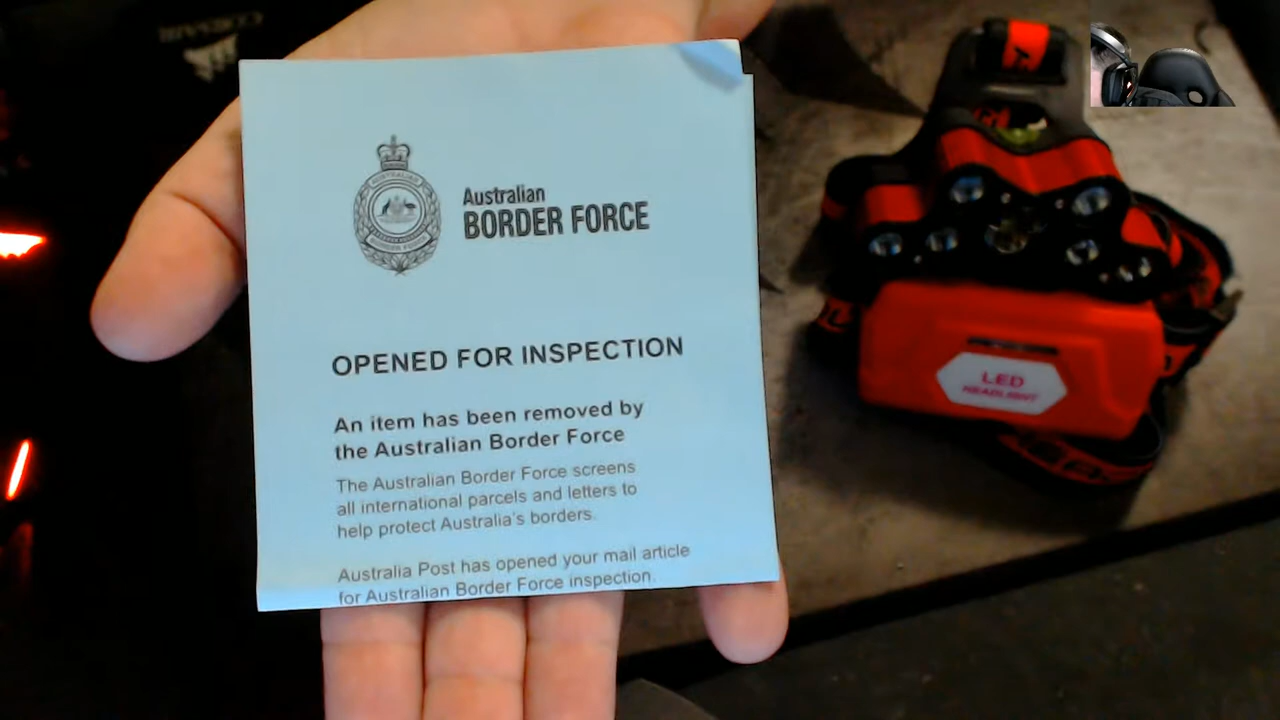 Australian
BORDER FORCE
OPENED FOR INSPECTION
An item has been removed by
the Australian Border Force
The Australian Border Force screens
all international parcels and letters to
help protect Australia's borders.
Australia Post has opened your mail article
for Australian Border Force inspection.
LED
HEADLIGHT
CORSAIR